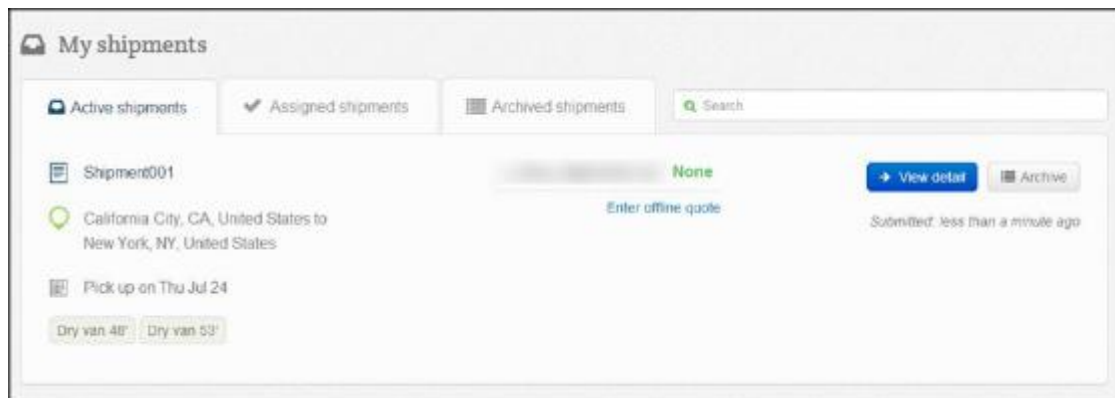 My shipments
Active shipments
Assigned shipments
Archived shipments
Search
Shipment001
None
View detail
Archive
Enter offline quote
Submitted: less than a minute ago
California City, CA, United States to
New York, NY, United States
Pick up on Thu Jul 24
Dry van 48'
Dry van 53'